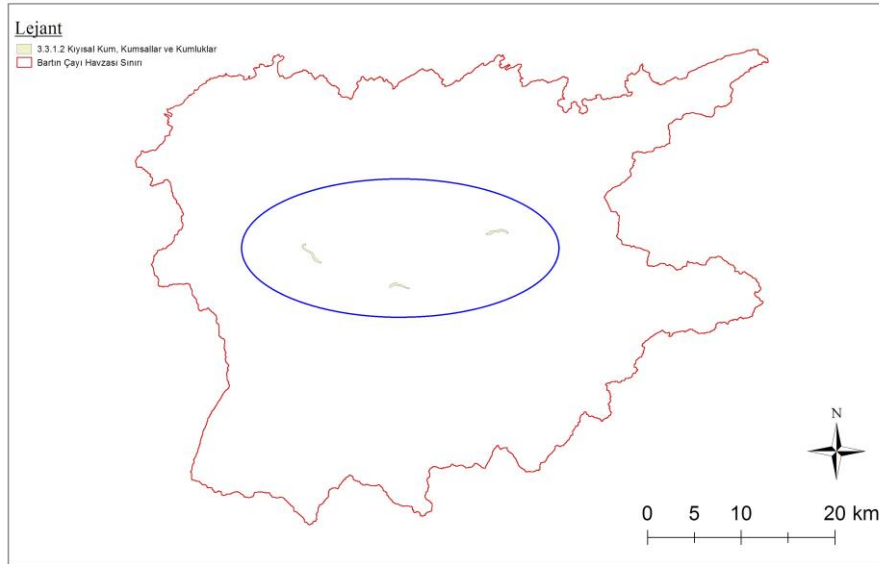 Lejant
3.3.1.2 Kıyısal Kum, Kumsallar ve Kumluklar
Bartın Çayı Havzası Sınırı
N
0 5 10 20 km